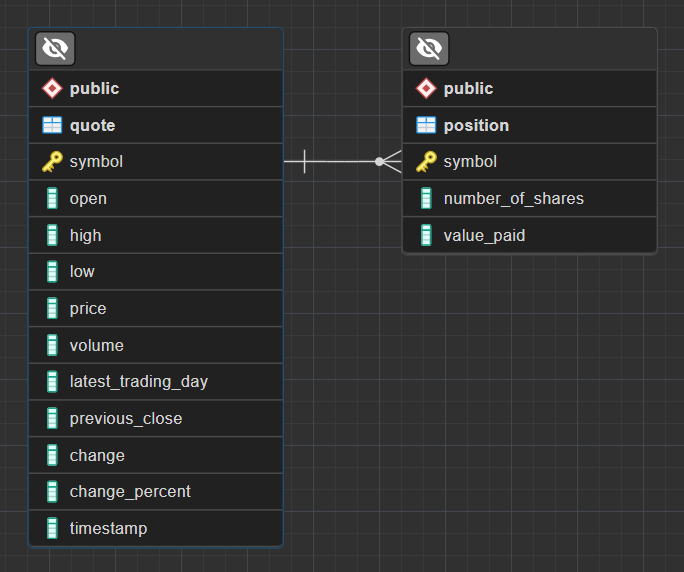 public
quote
symbol
open
high
low
price
volume
latest_trading_day
previous_close
change
change_percent
timestamp
public
position
symbol
number_of_shares
value_paid